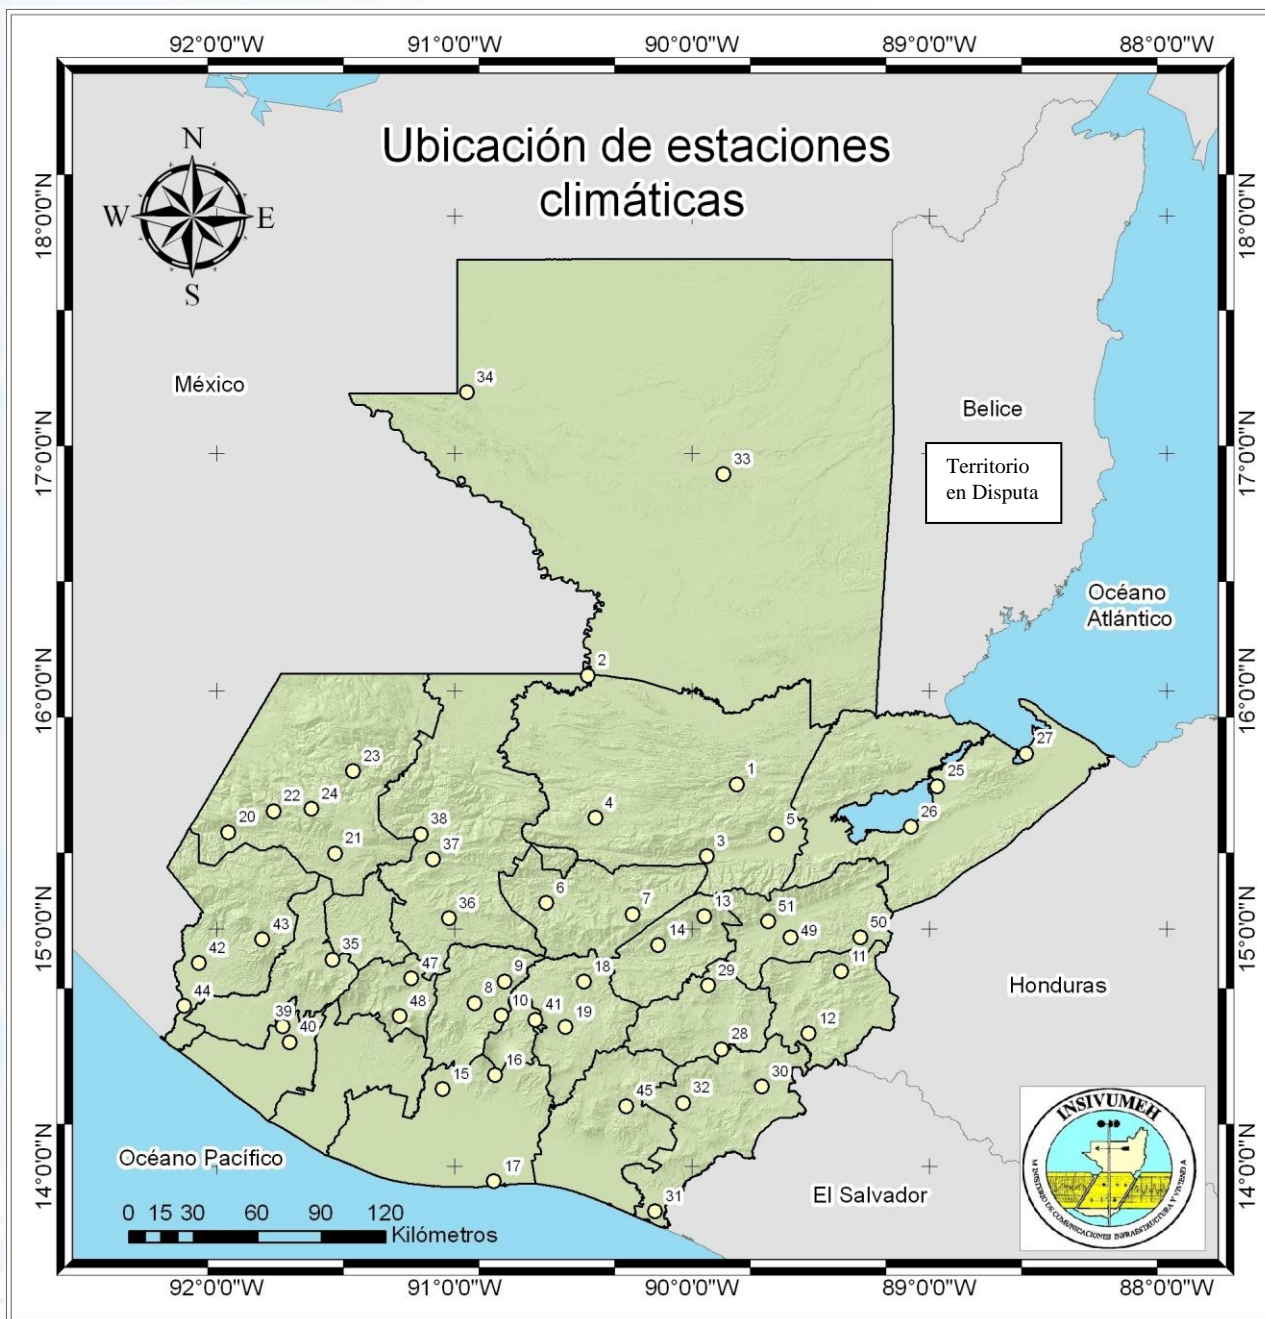 92°0'0"W 91°0'0"W 90°0'0"W 89°0'0"W 88°0'0"W
Ubicación de estaciones
climáticas
N
W E
S
18°0'0"N 18°0'0"N
México
34
Belice
17°0'0"N 17°0'0"N
33
Territorio
en Disputa
Océano
Atlántico
2
16°0'0"N 16°0'0"N
27
23
1
25
22 24
4
20
38
5
26
21
37
3
6
7
13
51
36
14
49
50
43
15°0'0"N 15°0'0"N
42
35
11
47
9
18
29
Honduras
44
8
48
10
41
39
19
12
40
28
16
15
30
32
45
INSIVUMEH
14°0'0"N 14°0'0"N
Océano Pacífico
17
El Salvador
31
0 15 30 60 90 120
Kilómetros
MINISTERIO DE COMUNICACIONES INFRAESTRUCTURA Y VIVIENDA
92°0'0"W 91°0'0"W 90°0'0"W 89°0'0"W 88°0'0"W